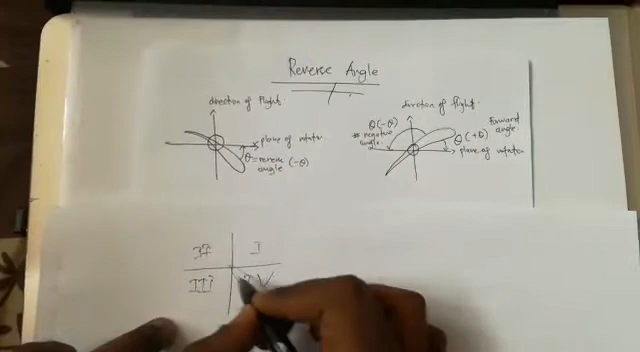 Reverse Angle
direction of flight.
plane of rotatio
θ = reverse (-θ)
angle
direction of flight.
θ(-θ)
negative
angle
forward
angle
θ(+θ)
plane of rotation
II I
III